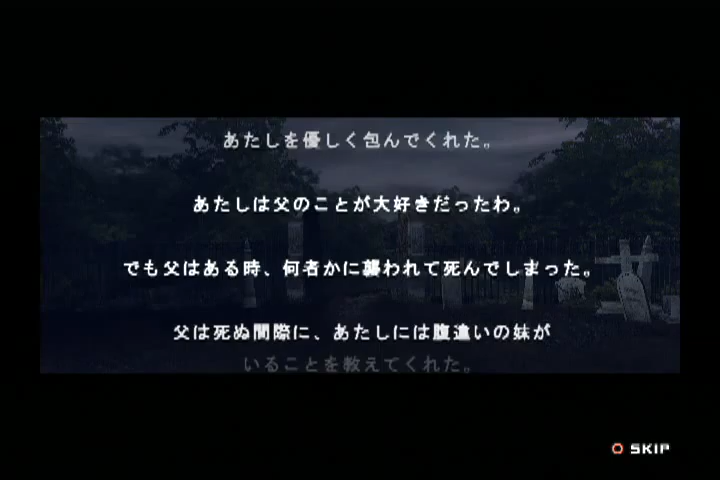 あたしを優しく包んでくれた。
あたしは父のことが大好きだったわ。
でも父はある時、何者かに襲われて死んでしまった。
父は死ぬ間際に、あたしには腹違いの妹が
いることを教えてくれた。
SKIP